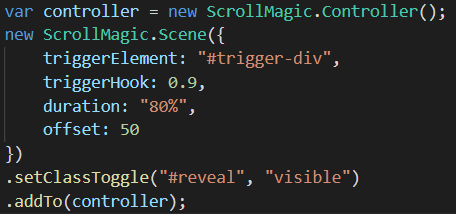 var controller = new ScrollMagic.Controller();
new ScrollMagic.Scene({
    triggerElement: "#trigger-div",
    triggerHook: 0.9,
    duration: "80%",
    offset: 50
})
.setClassToggle("#reveal", "visible")
.addTo(controller);